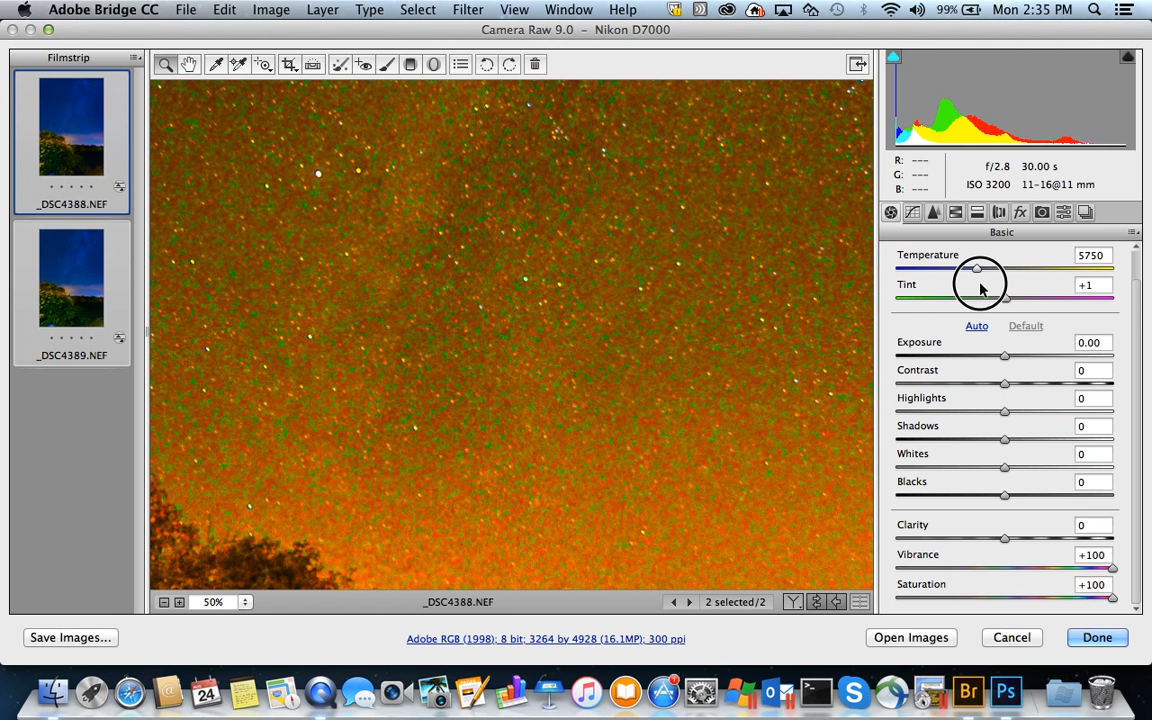 Adobe Bridge CC File Edit Image Layer Type Select Filter View Window Help 99% Mon 2:35 PM
Camera Raw 9.0 - Nikon D7000
Filmstrip
_DSC4388.NEF
_DSC4389.NEF
R: ---
G: ---
B: ---
f/2.8 30.00 s
ISO 3200 11-16@11 mm
fx
Basic
Temperature 5750
Tint +1
Auto Default
Exposure 0.00
Contrast 0
Highlights 0
Shadows 0
Whites 0
Blacks 0
Clarity 0
Vibrance +100
Saturation +100
50% _DSC4388.NEF 2 selected/2 Y
Save Images... Adobe RGB (1998); 8 bit; 3264 by 4928 (16.1MP); 300 ppi Open Images Cancel Done
24 1 Br Ps